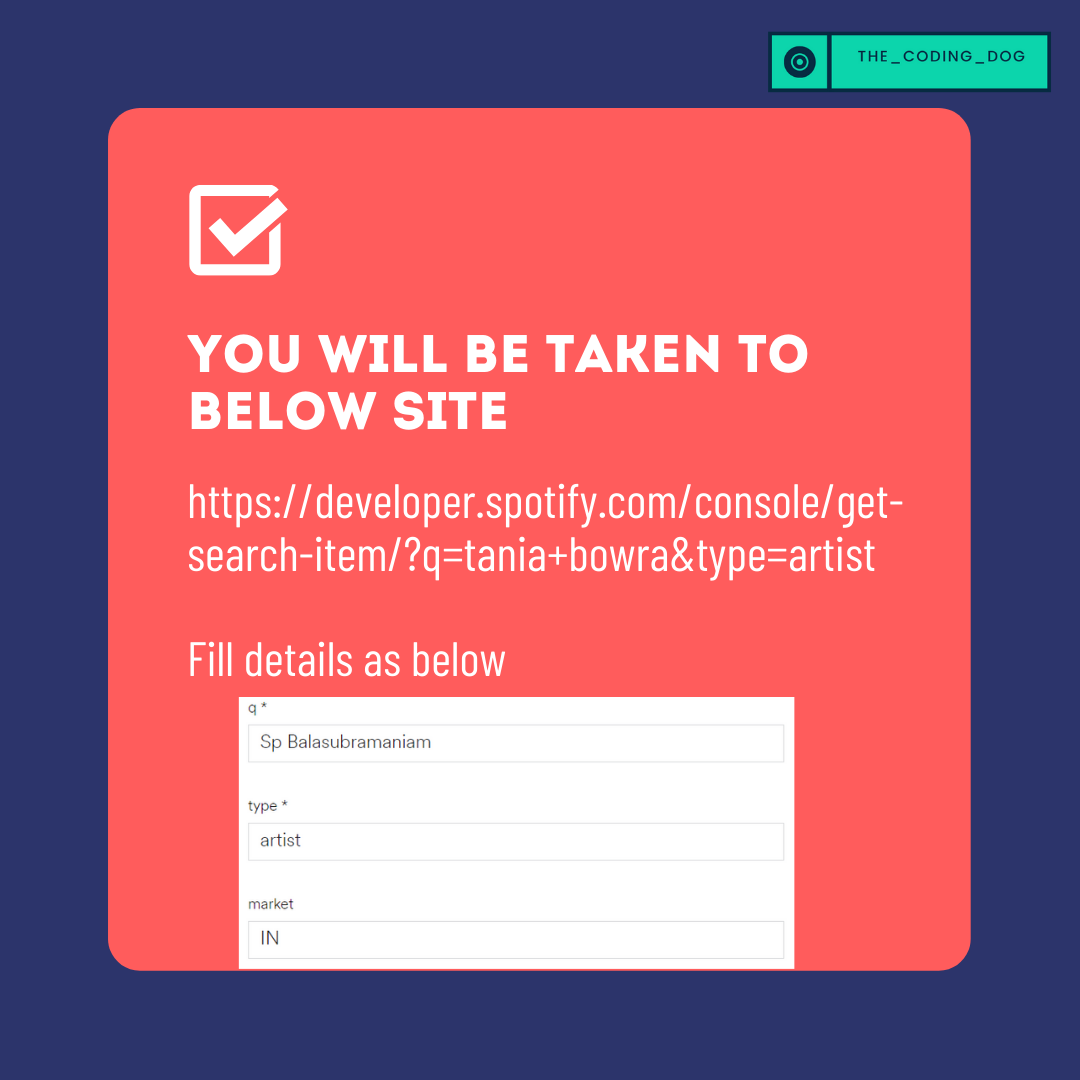 THE_CODING_DOG
YOU WILL BE TAKEN TO
BELOW SITE
https://developer.spotify.com/console/get-
search-item/?q=tania+bowra&type=artist
Fill details as below
q *
Sp Balasubramaniam
type *
artist
market
IN